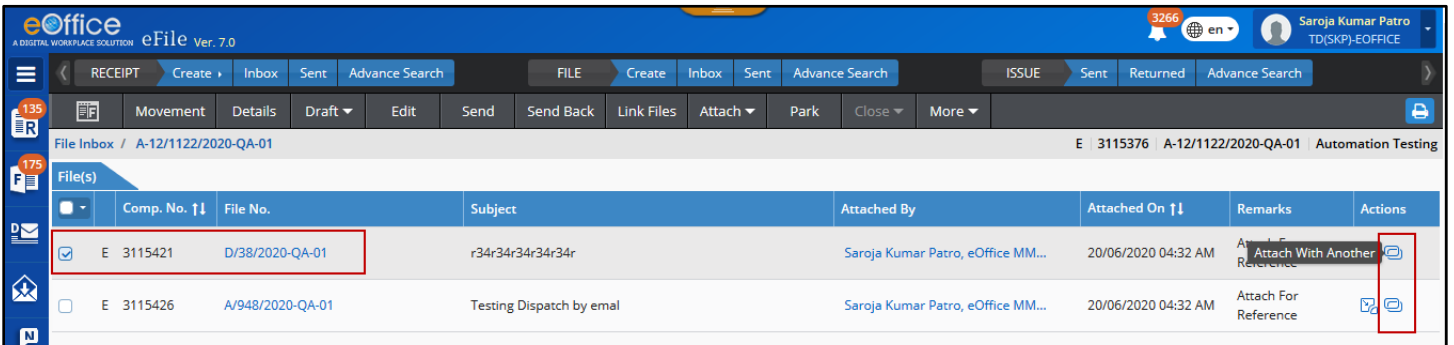 eOffice
A DIGITAL WORKPLACE SOLUTION eFile Ver. 7.0
3266
en
Saroja Kumar Patro
TD(SKP)-EOFFICE
RECEIPT Create Inbox Sent Advance Search FILE Create Inbox Sent Advance Search ISSUE Sent Returned Advance Search
135
R
Movement Details Draft Edit Send Send Back Link Files Attach Park Close More
File Inbox / A-12/1122/2020-QA-01 E 3115376 A-12/1122/2020-QA-01 Automation Testing
175
F
File(s)
Comp. No. File No. Subject Attached By Attached On Remarks Actions
D
E 3115421 D/38/2020-QA-01 r34r34r34r34r34r Saroja Kumar Patro, eOffice MM... 20/06/2020 04:32 AM
Attach With Another
E 3115426 A/948/2020-QA-01 Testing Dispatch by emal Saroja Kumar Patro, eOffice MM... 20/06/2020 04:32 AM Attach For
Reference
N